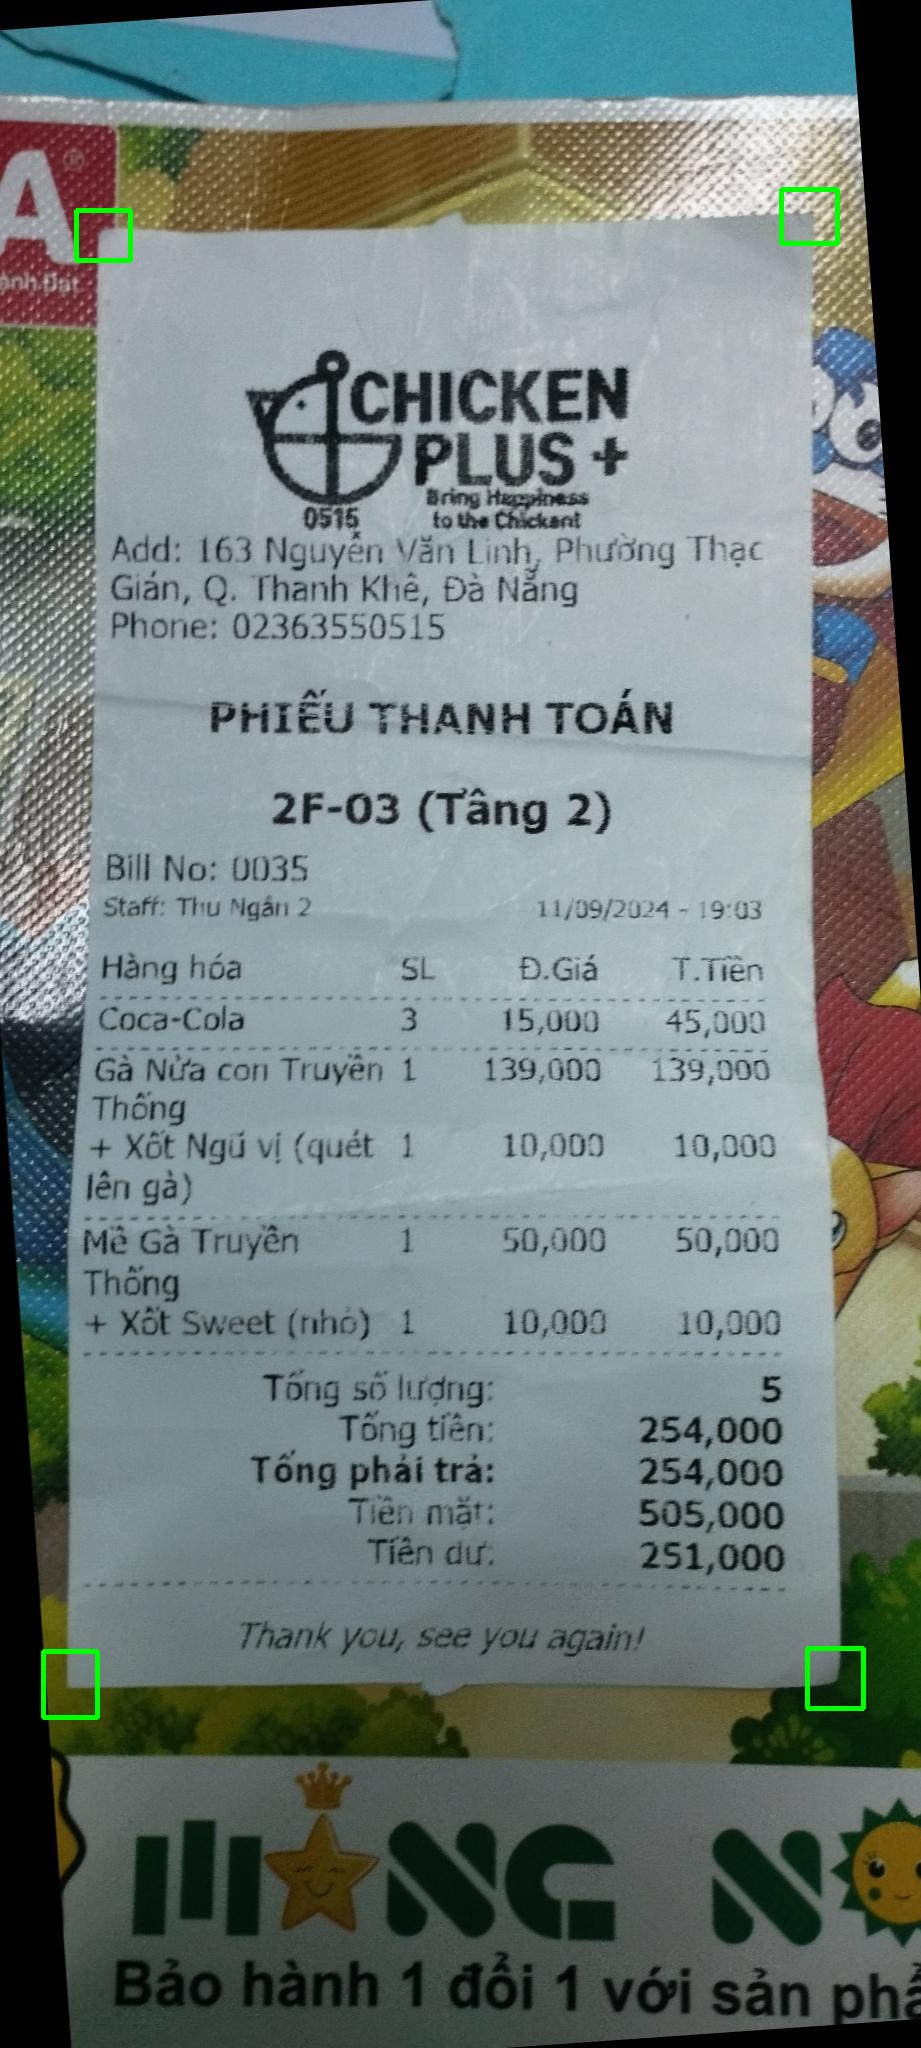 A®
ành Đạt
CHICKEN
PLUS +
Bring Happiness
0515 to the Chickant
Add: 163 Nguyễn Văn Linh, Phường Thạc
Gián, Q. Thanh Khê, Đà Nẵng
Phone: 02363550515
PHIẾU THANH TOÁN
2F-03 (Tầng 2)
Bill No: 0035
Staff: Thu Ngân 2 11/09/2024 - 19:03
Hàng hóa SL Đ.Giá T.Tiền
Coca-Cola 3 15,000 45,000
Gà Nửa con Truyền 1 139,000 139,000
Thống
+ Xốt Ngũ vị (quét 1 10,000 10,000
lên gà)
Mề Gà Truyền 1 50,000 50,000
Thống
+ Xốt Sweet (nhỏ) 1 10,000 10,000
Tổng số lượng: 5
Tổng tiền: 254,000
Tổng phải trả: 254,000
Tiền mặt: 505,000
Tiền dư: 251,000
Thank you, see you again!
Bảo hành 1 đổi 1 với sản phẩ